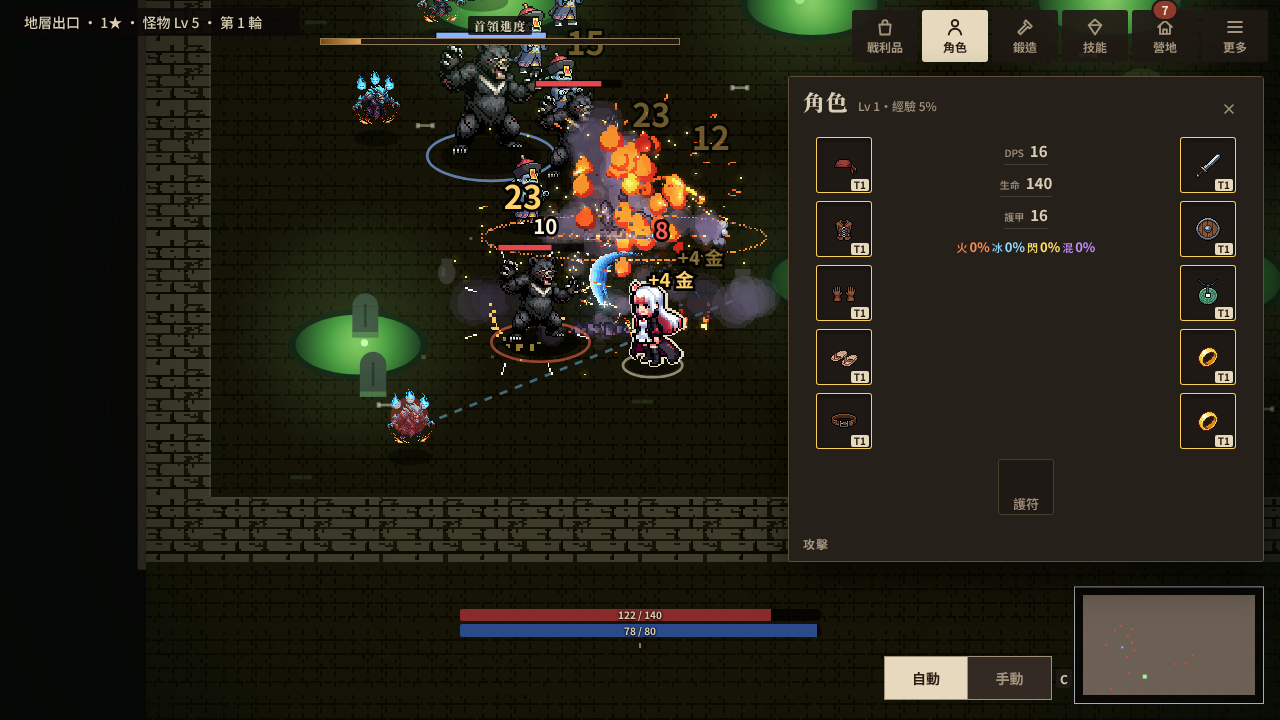 地層出口 · 1★ · 怪物 Lv 5 · 第 1 輪
首領進度
15
7
戰利品
角色
鍛造
技能
營地
更多
角色 Lv 1 · 經驗 5%
DPS 16
生命 140
護甲 16
火 0% 冰 0% 閃 0% 混 0%
T1
T1
T1
T1
T1
T1
T1
T1
T1
T1
護符
攻擊
23
12
23
10
8
+4 金
+4 金
122 / 140
78 / 80
自動
手動
C